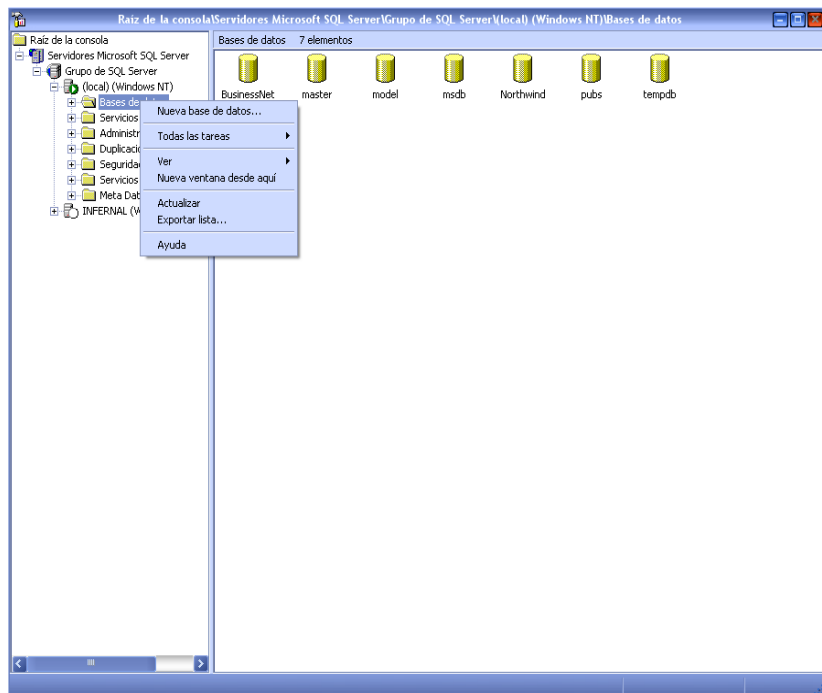 Raiz de la consola\Servidores Microsoft SQL Server\Grupo de SQL Server\(local) (Windows NT)\Bases de datos
Raíz de la consola
Servidores Microsoft SQL Server
Grupo de SQL Server
(local) (Windows NT)
Bases de
Servicios
Administr
Duplicaci
Segurida
Servicios
Meta Dat
INFERNAL (W
Nueva base de datos...
Todas las tareas
Ver
Nueva ventana desde aquí
Actualizar
Exportar lista...
Ayuda
Bases de datos 7 elementos
BusinessNet master model msdb Northwind pubs tempdb